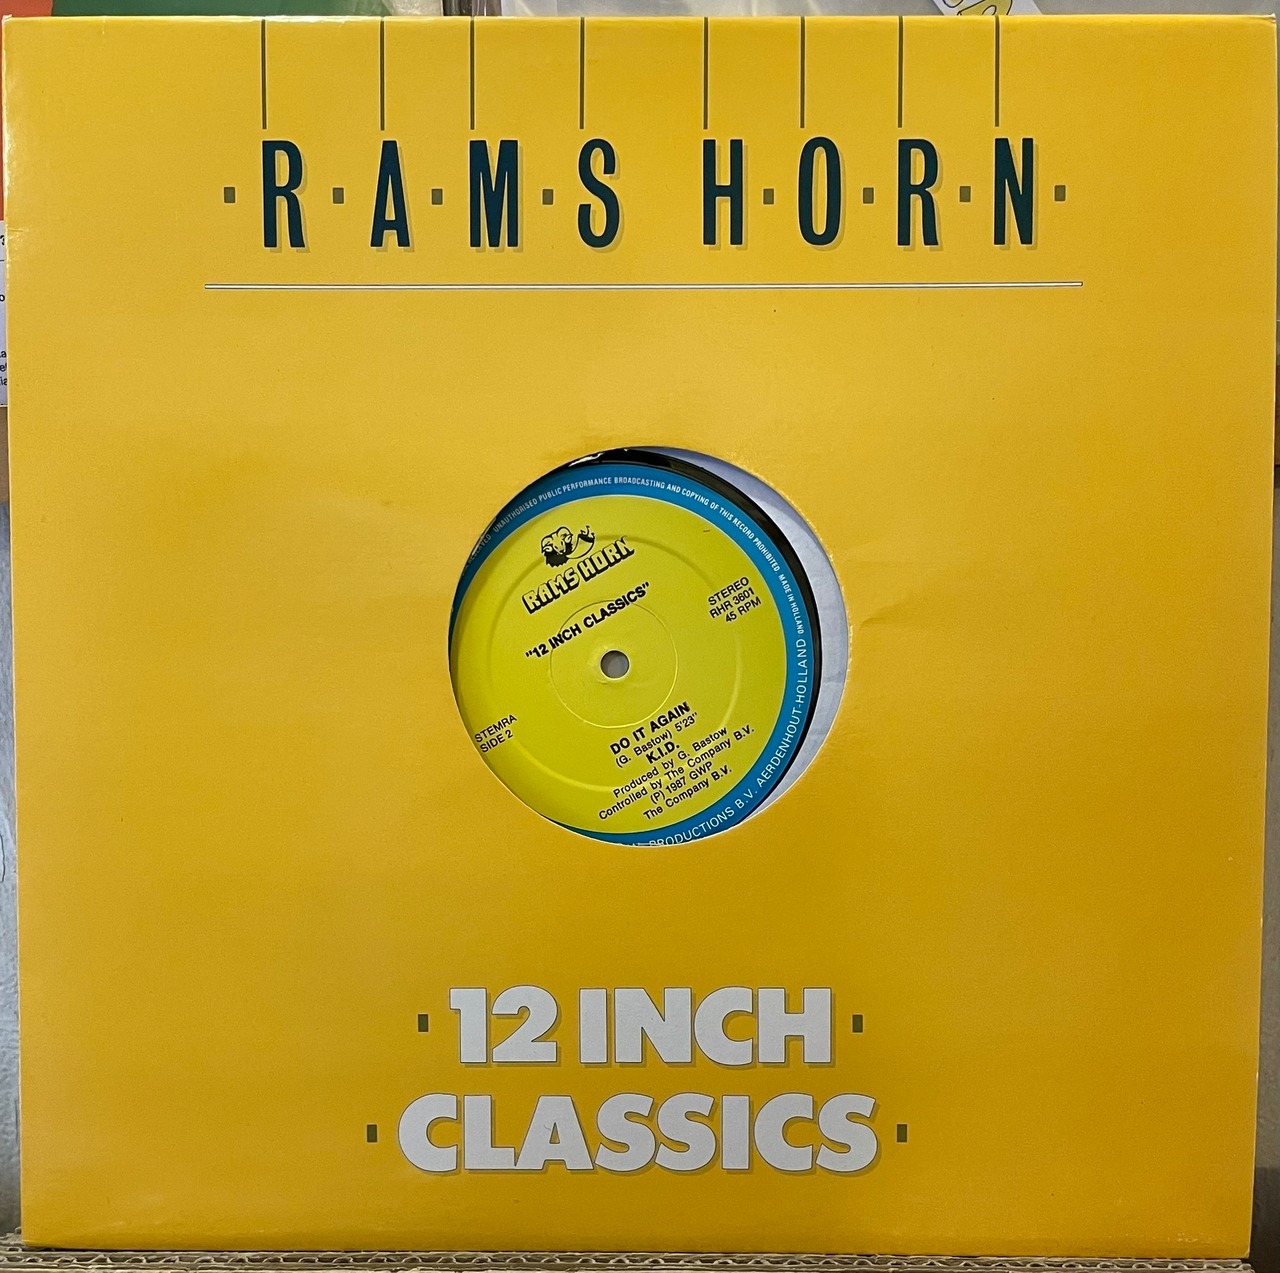 RAMS HORN
UNAUTHORISED PUBLIC PERFORMANCE BROADCASTING AND COPYING OF THIS RECORD PROHIBITED MADE IN HOLLAND
RAMS HORN
"12 INCH CLASSICS"
STEREO
RHR 3601
45 RPM
STEMRA
SIDE 2
DO IT AGAIN
(G. Bastow) 5'23"
K.I.D.
Produced by G. Bastow
Controlled by The Company B.V.
(P) 1987 GWP
The Company B.V.
PRODUCTIONS B.V. AERDENHOUT-HOLLAND
12 INCH
CLASSICS